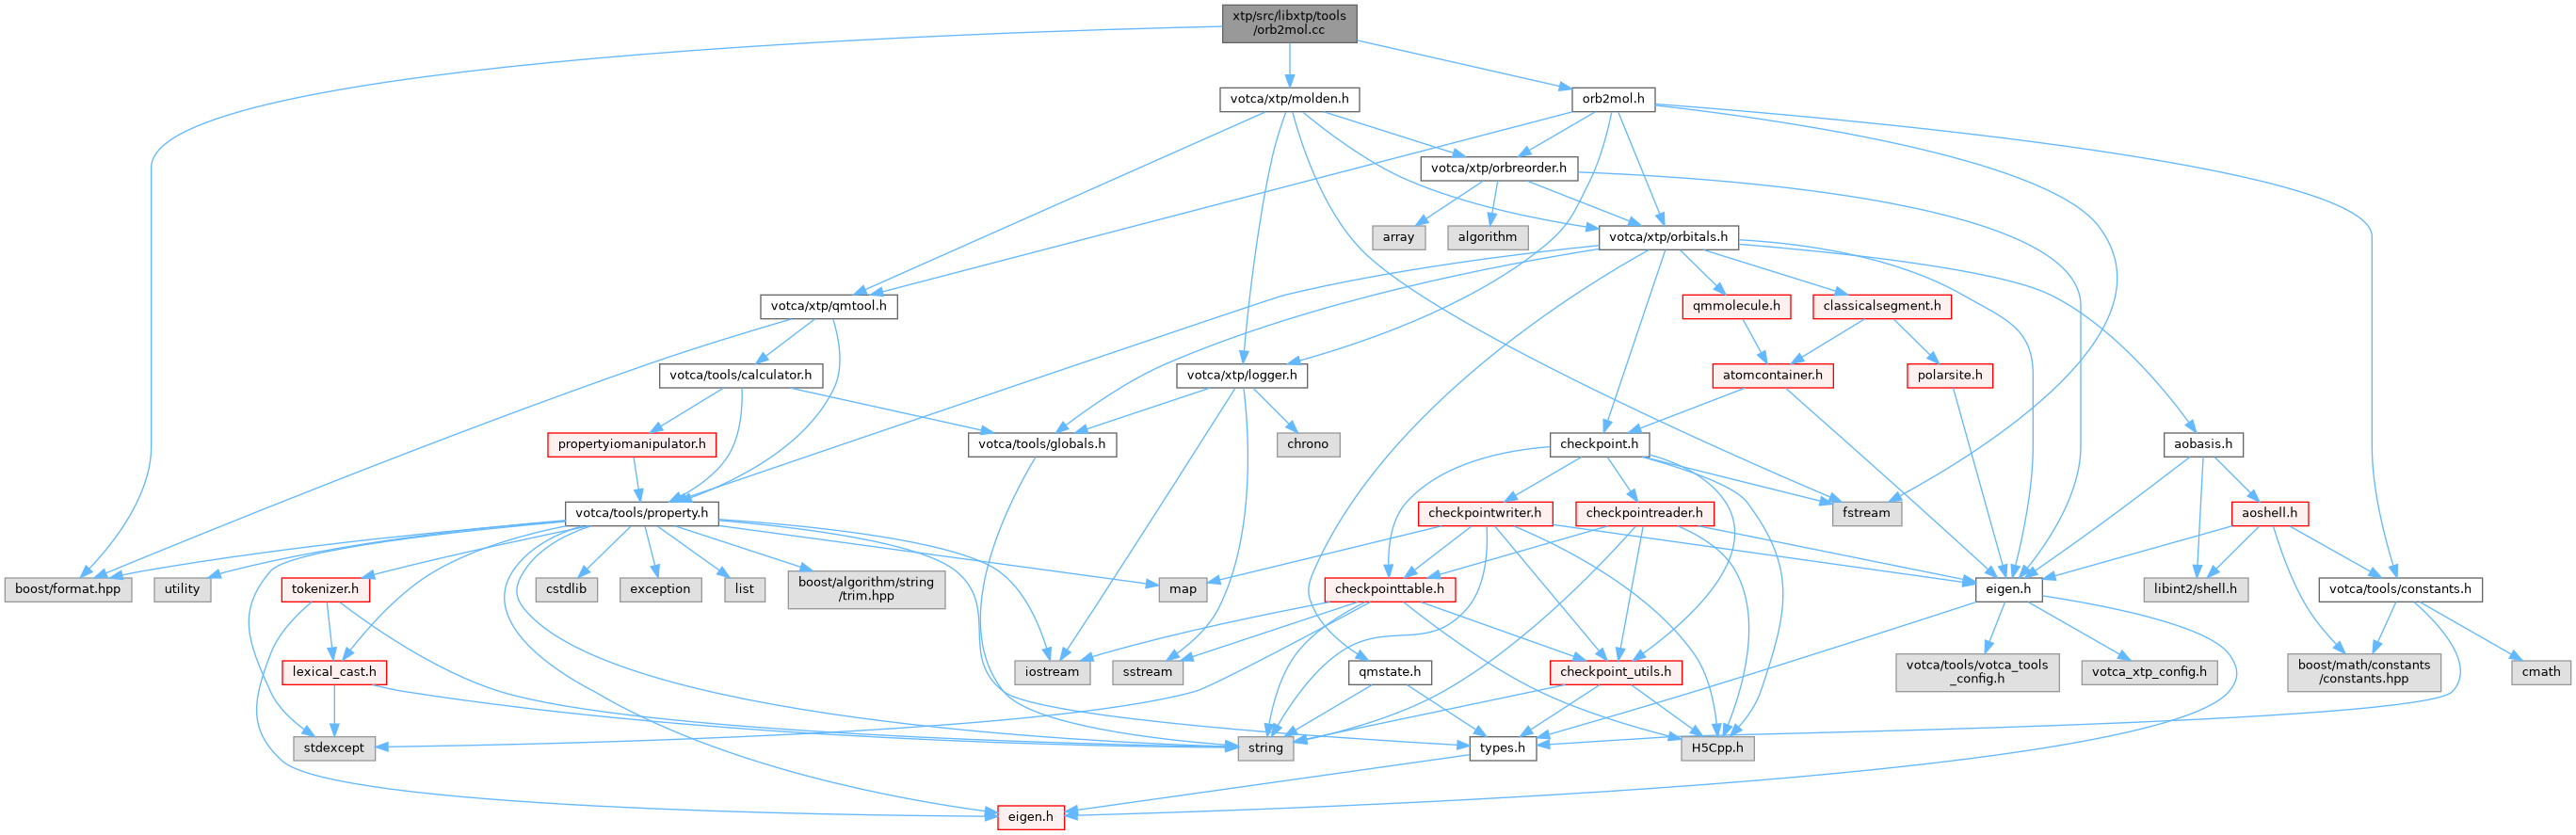 xtp/src/libxtp/tools
/orb2mol.cc
votca/xtp/molden.h
orb2mol.h
votca/xtp/orbreorder.h
array
algorithm
votca/xtp/orbitals.h
votca/xtp/qmtool.h
qmmolecule.h
classicalsegment.h
votca/tools/calculator.h
votca/xtp/logger.h
atomcontainer.h
polarsite.h
propertyiomanipulator.h
votca/tools/globals.h
chrono
checkpoint.h
aobasis.h
votca/tools/property.h
checkpointwriter.h
checkpointreader.h
fstream
aoshell.h
boost/format.hpp
utility
tokenizer.h
cstdlib
exception
list
boost/algorithm/string
/trim.hpp
map
checkpointtable.h
eigen.h
libint2/shell.h
votca/tools/constants.h
lexical_cast.h
iostream
sstream
qmstate.h
checkpoint_utils.h
votca/tools/votca_tools
_config.h
votca_xtp_config.h
boost/math/constants
/constants.hpp
cmath
stdexcept
string
types.h
H5Cpp.h
eigen.h